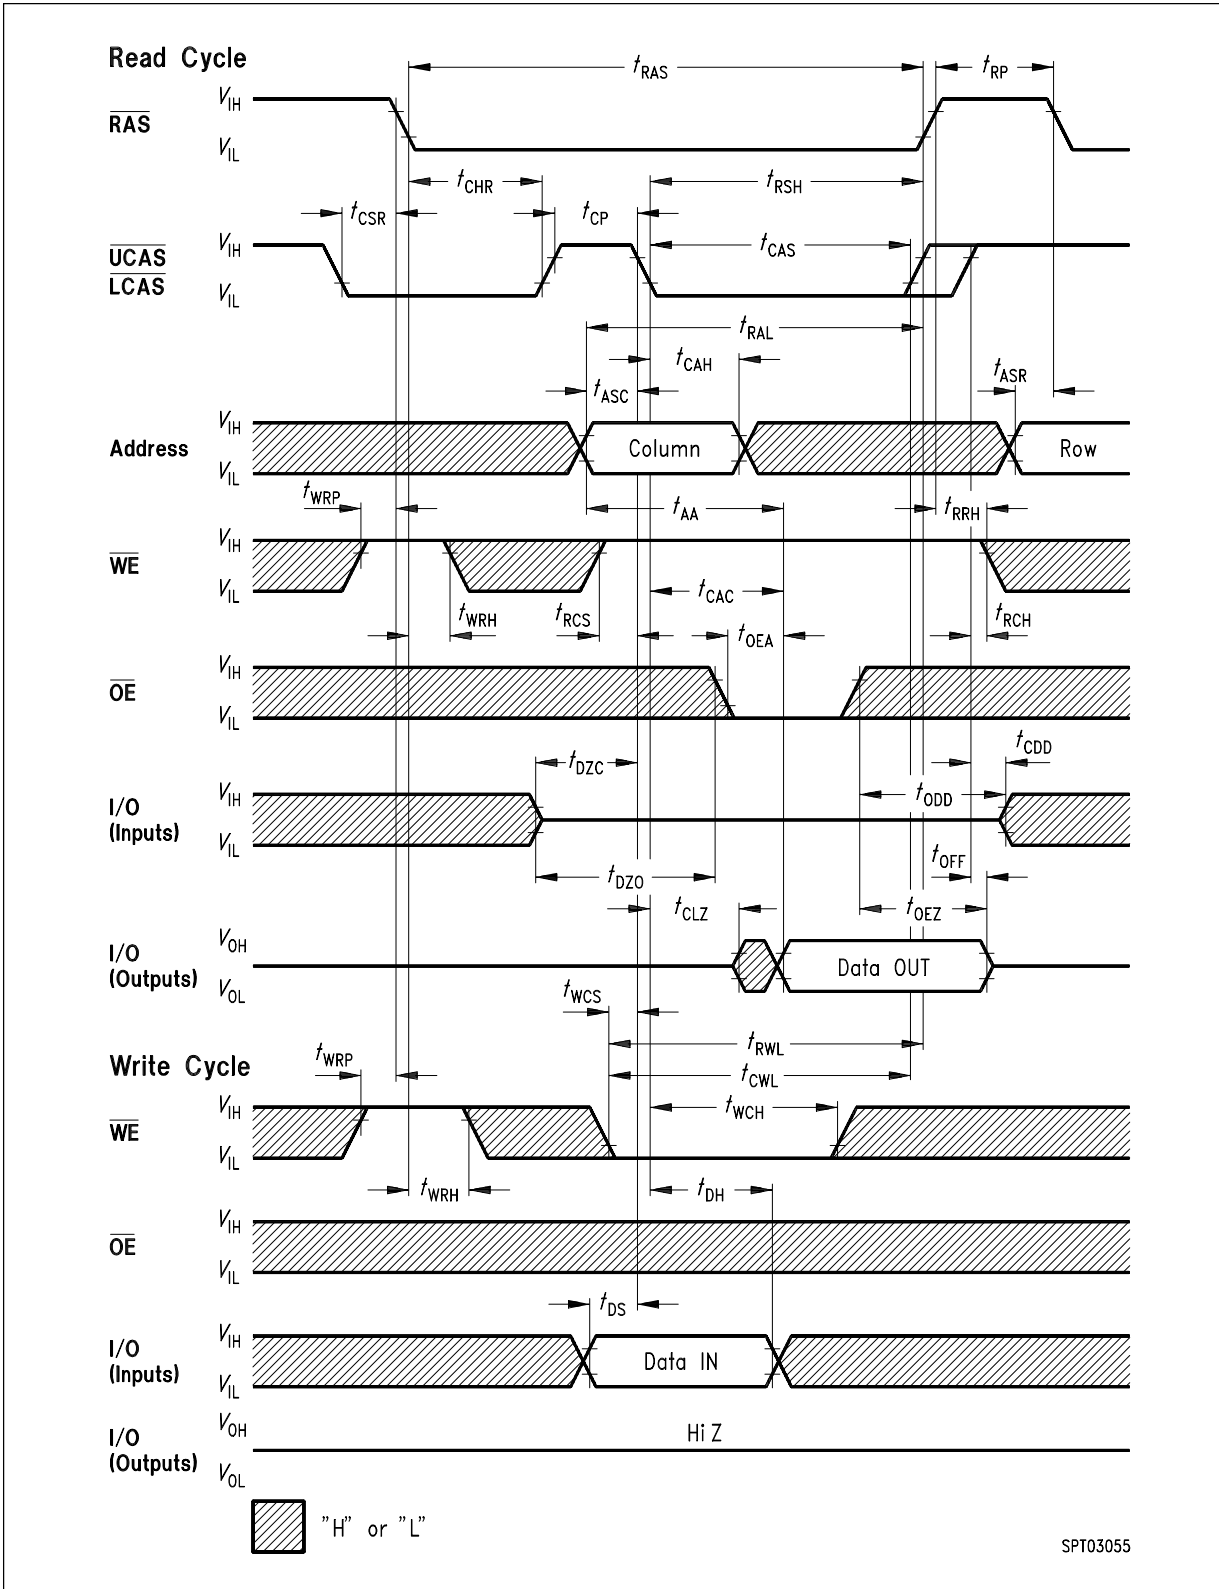 Read Cycle
tRAS
tRP
RAS
VIH
VIL
tCHR
tRSH
tCSR
tCP
UCAS
LCAS
VIH
VIL
tCAS
tRAL
tCAH
tASC
tASR
Address
VIH
VIL
Column
Row
tWRP
tAA
tRRH
WE
VIH
VIL
tCAC
tWRH
tRCS
tOEA
tRCH
OE
VIH
VIL
tDZC
tCDD
tODD
I/O
(Inputs)
VIH
VIL
tDZO
tOFF
tCLZ
tOEZ
I/O
(Outputs)
VOH
VOL
Data OUT
tWCS
tRWL
Write Cycle
tWRP
tCWL
tWCH
WE
VIH
VIL
tWRH
tDH
OE
VIH
VIL
tDS
I/O
(Inputs)
VIH
VIL
Data IN
I/O
(Outputs)
VOH
VOL
Hi Z
"H" or "L"
SPT03055